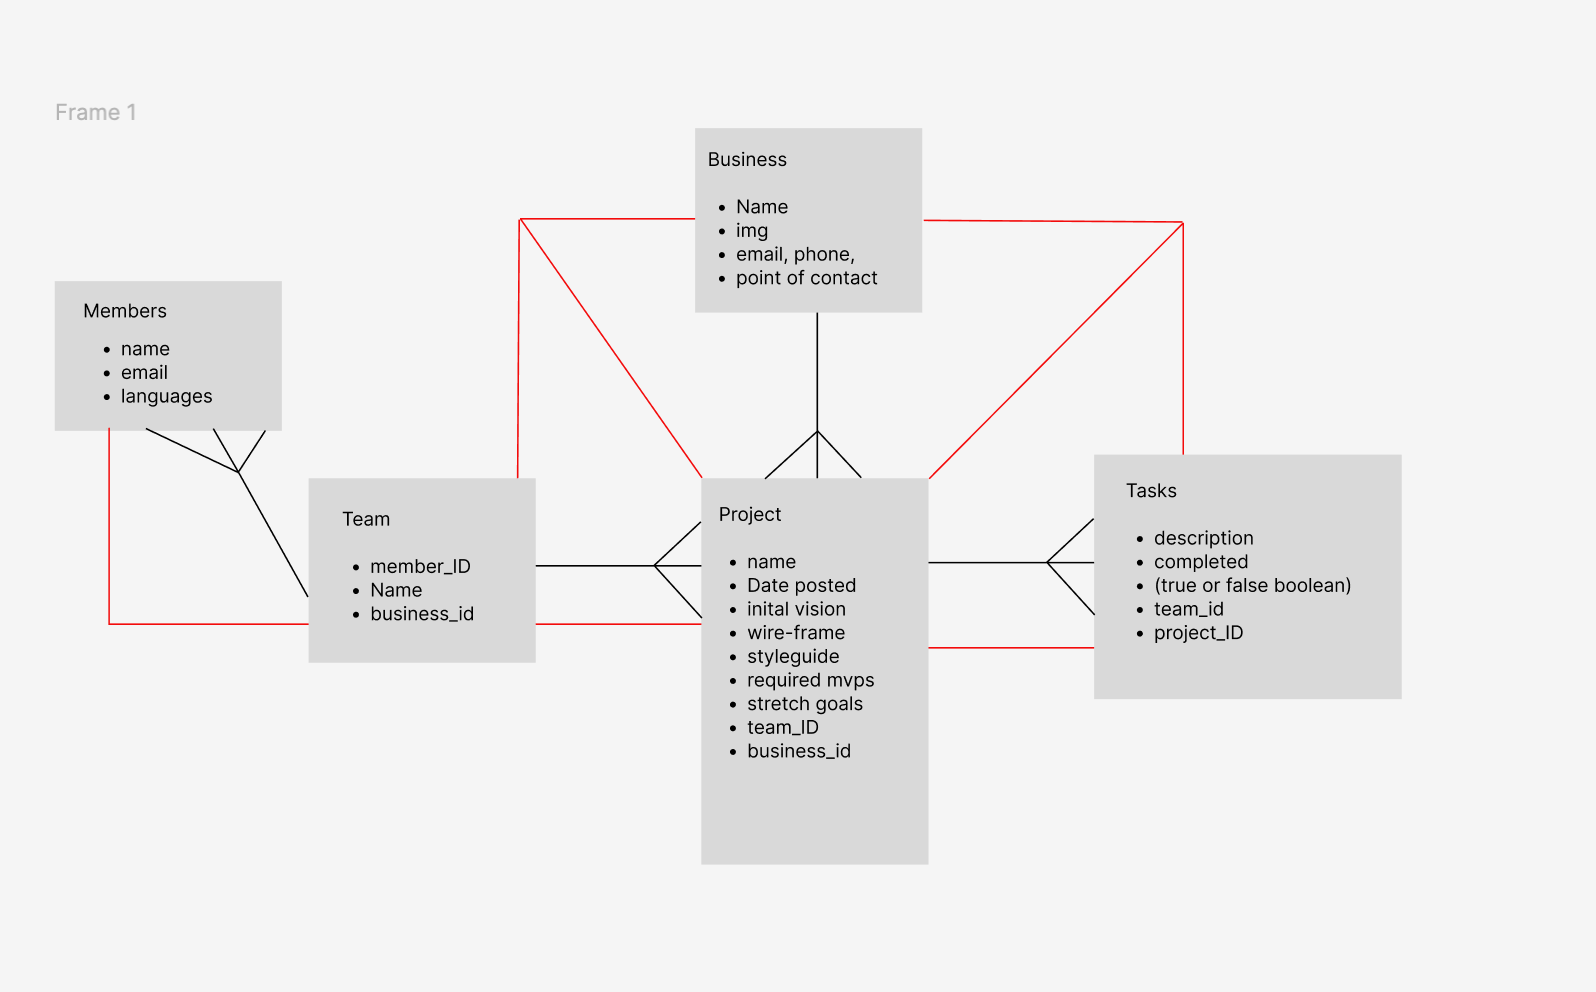 Frame 1
Business
Name
img
email, phone,
point of contact
Members
name
email
languages
Team
member_ID
Name
business_id
Project
name
Date posted
inital vision
wire-frame
styleguide
required mvps
stretch goals
team_ID
business_id
Tasks
description
completed
(true or false boolean)
team_id
project_ID